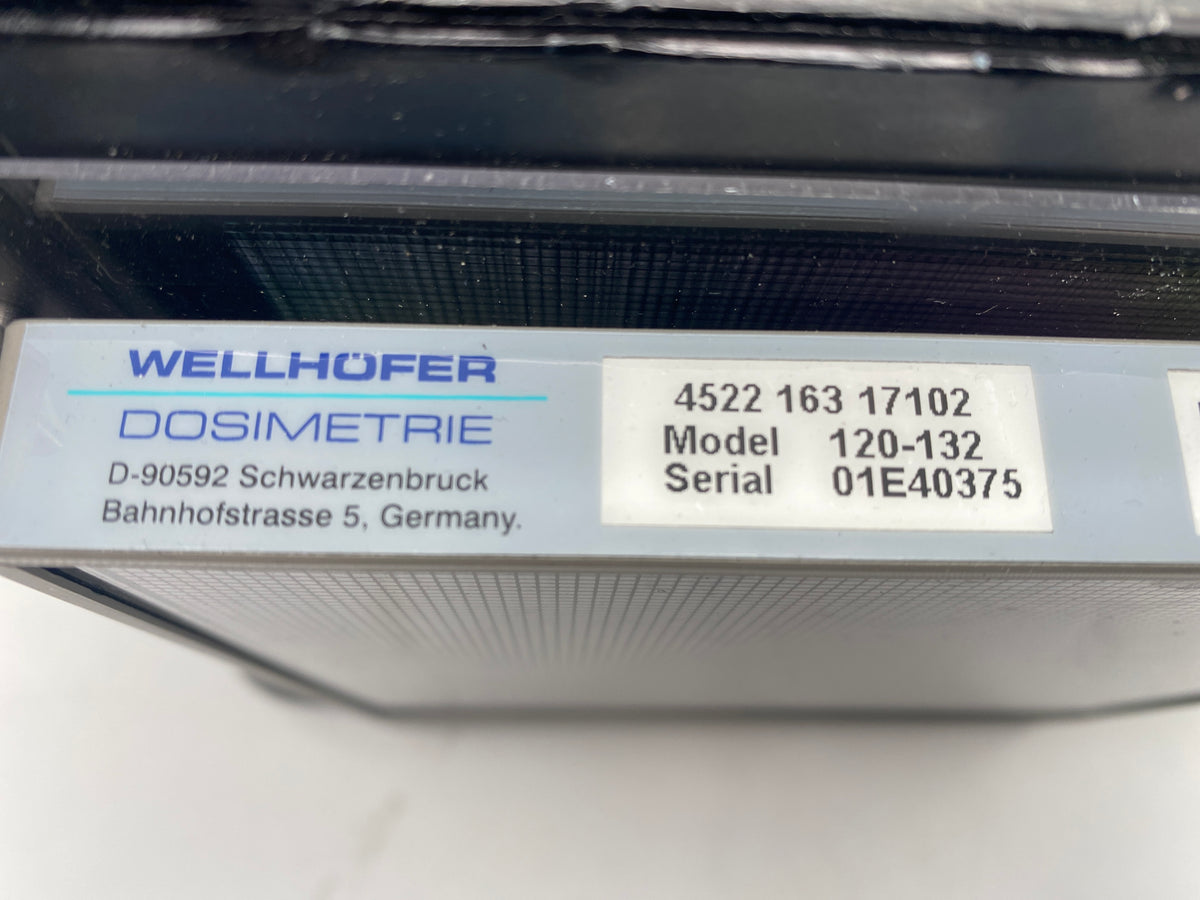 WELLHÖFER
DOSIMETRIE
D-90592 Schwarzenbruck
Bahnhofstrasse 5, Germany.
4522 163 17102
Model 120-132
Serial 01E40375